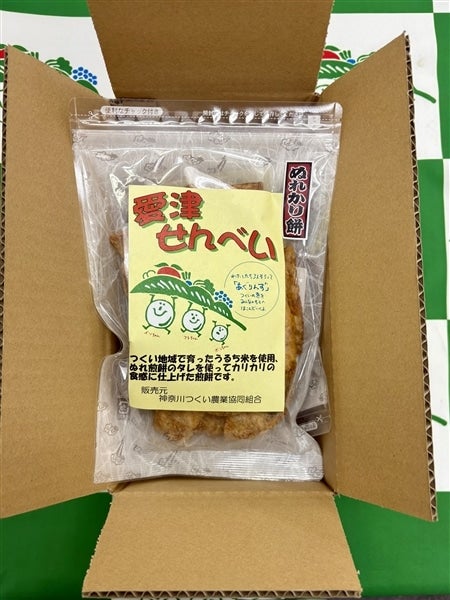 便利なチャック付き
ぬれかり餅
愛津
せんべい
「あぐりんず」
つくい地域で育ったうるち米を使用、
ぬれ煎餅のタレを使ってカリカリの
食感に仕上げた煎餅です。
販売元
神奈川つくい農業協同組合